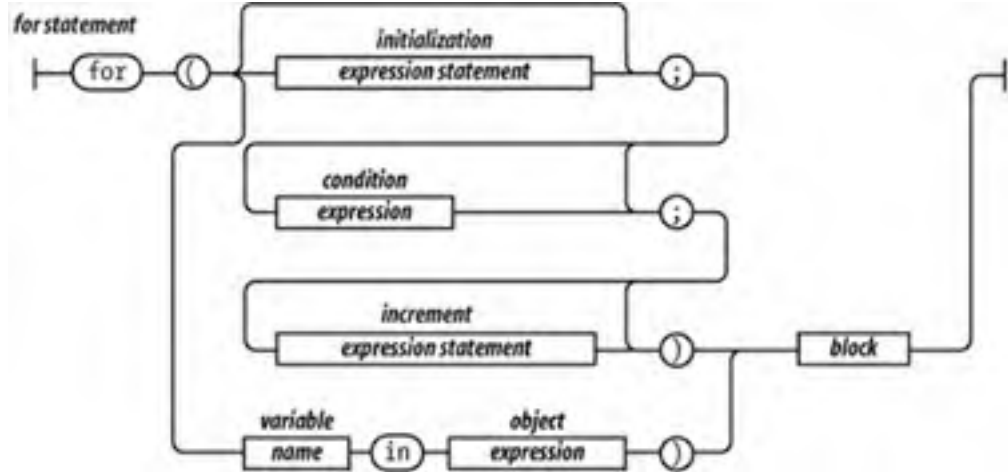 for statement
initialization
for ( expression statement ;
condition
expression ;
increment
expression statement ) block
variable object
name in expression )